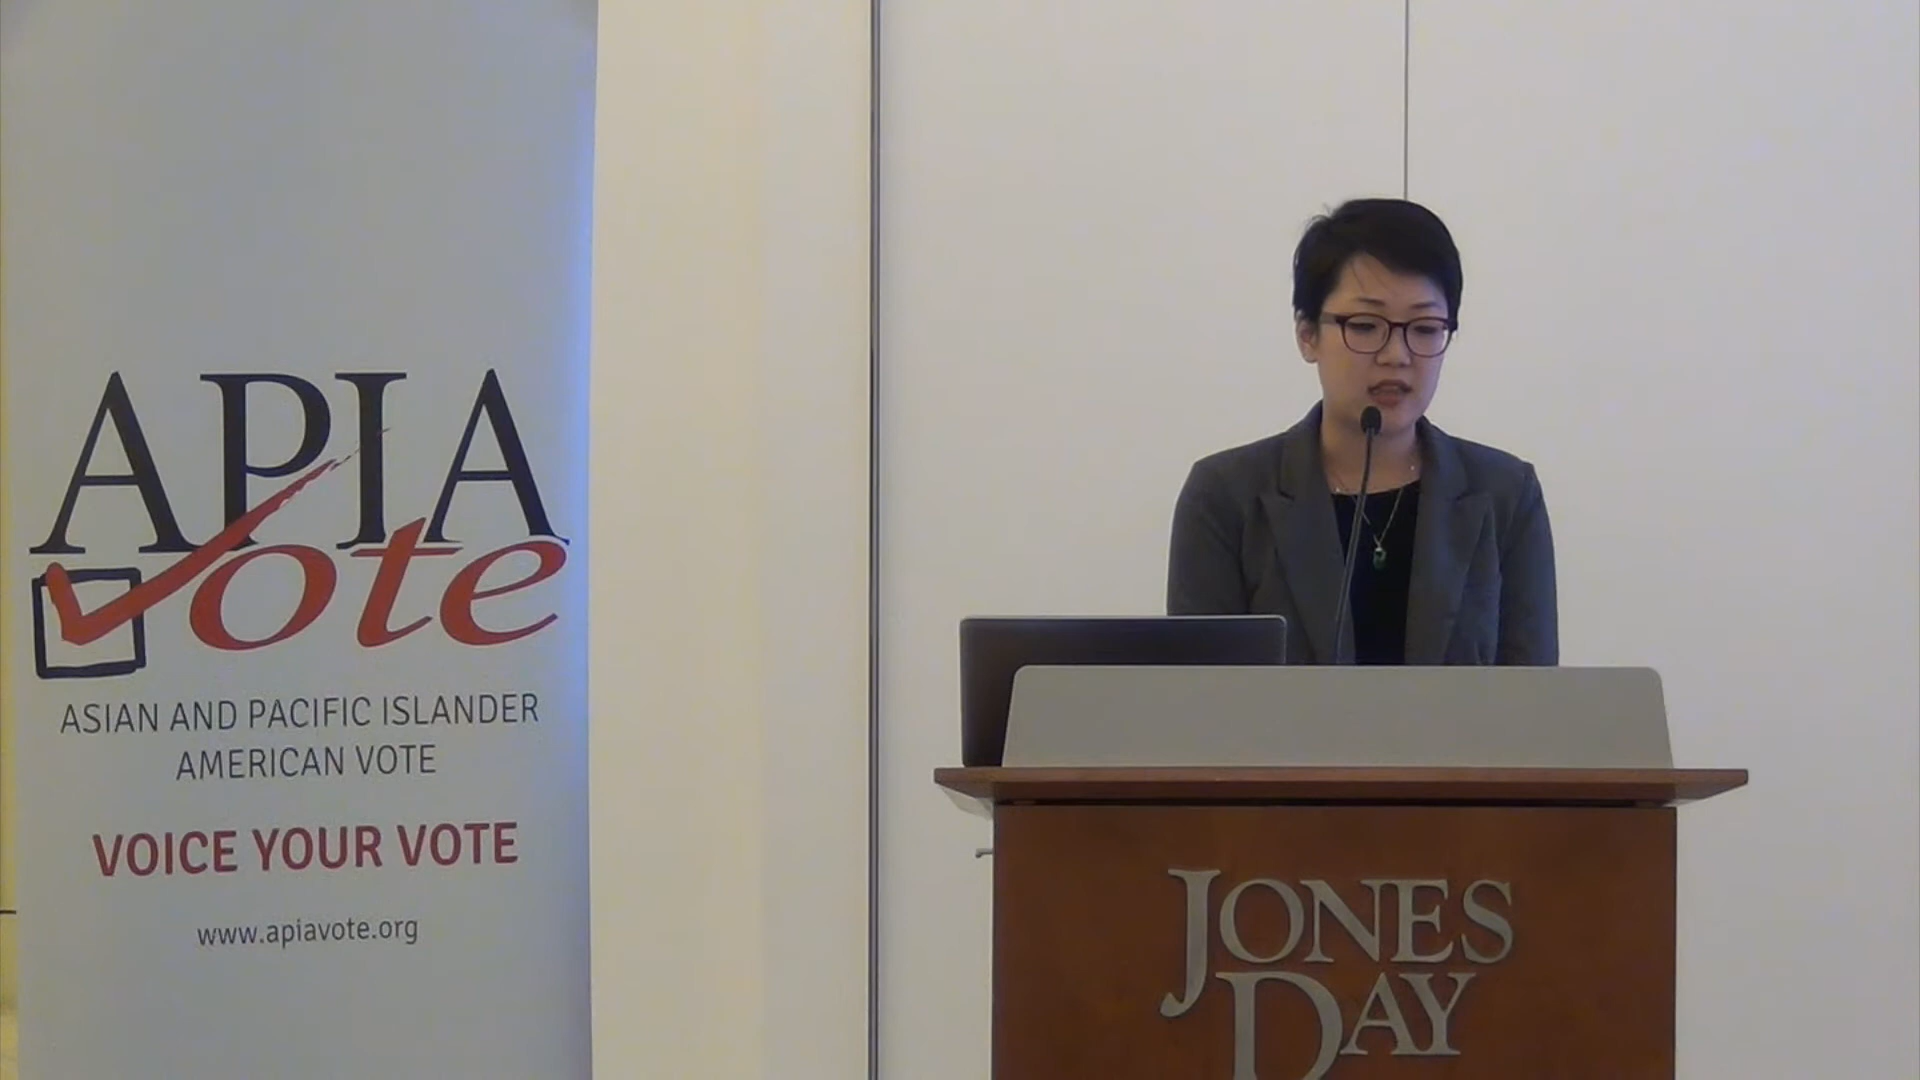 APIA
Vote
ASIAN AND PACIFIC ISLANDER
AMERICAN VOTE
VOICE YOUR VOTE
www.apiavote.org
JONES
DAY